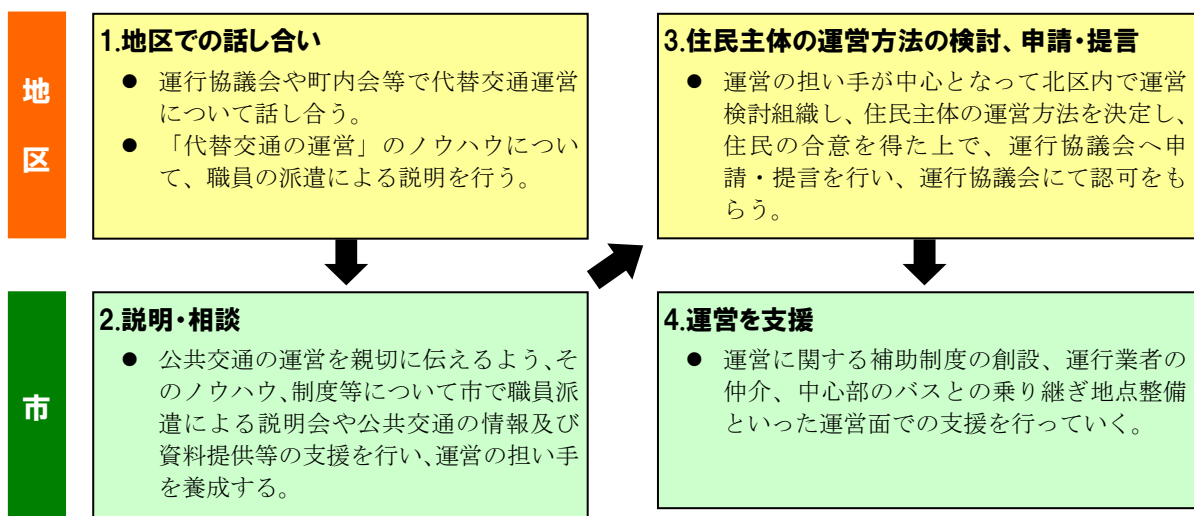 地区
1.地区での話し合い
● 運行協議会や町内会等で代替交通運営
について話し合う。
● 「代替交通の運営」のノウハウについ
て、職員の派遣による説明を行う。
市
2.説明・相談
● 公共交通の運営を親切に伝えるよう、そ
のノウハウ、制度等について市で職員派
遣による説明会や公共交通の情報及び
資料提供等の支援を行い、運営の担い手
を養成する。
3.住民主体の運営方法の検討、申請・提言
● 運営の担い手が中心となって北区内で運営
検討組織し、住民主体の運営方法を決定し、
住民の合意を得た上で、運行協議会へ申
請・提言を行い、運行協議会にて認可をも
らう。
4.運営を支援
● 運営に関する補助制度の創設、運行業者の
仲介、中心部のバスとの乗り継ぎ地点整備
といった運営面での支援を行っていく。